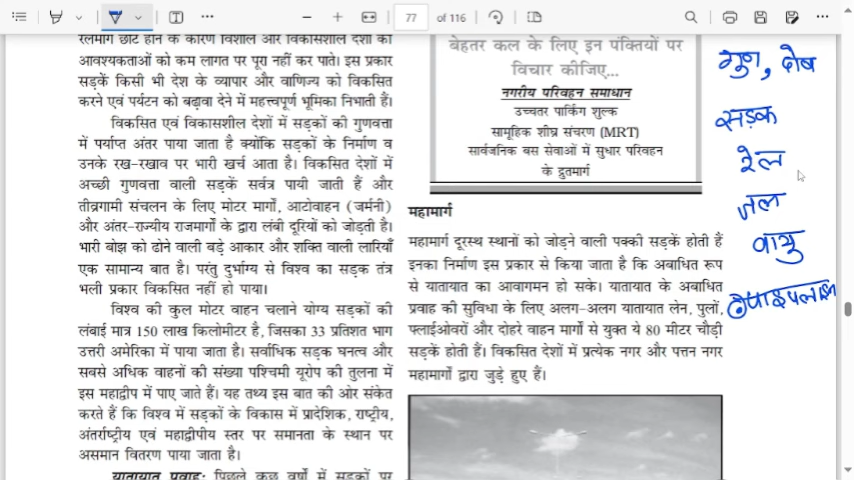 77 of 116
रेलमार्ग छोटे होने के कारण विशाल और विकासशील देशों की
आवश्यकताओं को कम लागत पर पूरा नहीं कर पाते। इस प्रकार
सड़कें किसी भी देश के व्यापार और वाणिज्य को विकसित
करने एवं पर्यटन को बढ़ावा देने में महत्त्वपूर्ण भूमिका निभाती हैं।
विकसित एवं विकासशील देशों में सड़कों की गुणवत्ता
में पर्याप्त अंतर पाया जाता है क्योंकि सड़कों के निर्माण व
उनके रख-रखाव पर भारी खर्च आता है। विकसित देशों में
अच्छी गुणवत्ता वाली सड़कें सर्वत्र पायी जाती हैं और
तीव्रगामी संचलन के लिए मोटर मार्गों, आटोवाहन (जर्मनी)
और अंतर-राज्यीय राजमार्गों के द्वारा लंबी दूरियों को जोड़ती है।
भारी बोझ को ढोने वाली बड़े आकार और शक्ति वाली लारियाँ
एक सामान्य बात है। परंतु दुर्भाग्य से विश्व का सड़क तंत्र
भली प्रकार विकसित नहीं हो पाया।
विश्व की कुल मोटर वाहन चलाने योग्य सड़कों की
लंबाई मात्र 150 लाख किलोमीटर है, जिसका 33 प्रतिशत भाग
उत्तरी अमेरिका में पाया जाता है। सर्वाधिक सड़क घनत्व और
सबसे अधिक वाहनों की संख्या पश्चिमी यूरोप की तुलना में
इस महाद्वीप में पाए जाते हैं। यह तथ्य इस बात की ओर संकेत
करते हैं कि विश्व में सड़कों के विकास में प्रादेशिक, राष्ट्रीय,
अंतर्राष्ट्रीय एवं महाद्वीपीय स्तर पर समानता के स्थान पर
असमान वितरण पाया जाता है।
यातायात प्रवाह: पिछले कुछ वर्षों में सड़कों पर
बेहतर कल के लिए इन पंक्तियों पर
विचार कीजिए...
नगरीय परिवहन समाधान
उच्चतर पार्किंग शुल्क
सामूहिक शीघ्र संचरण (MRT)
सार्वजनिक बस सेवाओं में सुधार परिवहन
के द्रुतमार्ग
महामार्ग
महामार्ग दूरस्थ स्थानों को जोड़ने वाली पक्की सड़कें होती हैं
इनका निर्माण इस प्रकार से किया जाता है कि अबाधित रूप
से यातायात का आवागमन हो सके। यातायात के अबाधित
प्रवाह की सुविधा के लिए अलग-अलग यातायात लेन, पुलों,
फ्लाईओवरों और दोहरे वाहन मार्गों से युक्त ये 80 मीटर चौड़ी
सड़कें होती हैं। विकसित देशों में प्रत्येक नगर और पत्तन नगर
महामार्गों द्वारा जुड़े हुए हैं।
गुण, दोष
सड़क
रेल
जल
वायु
पाइपलाइन